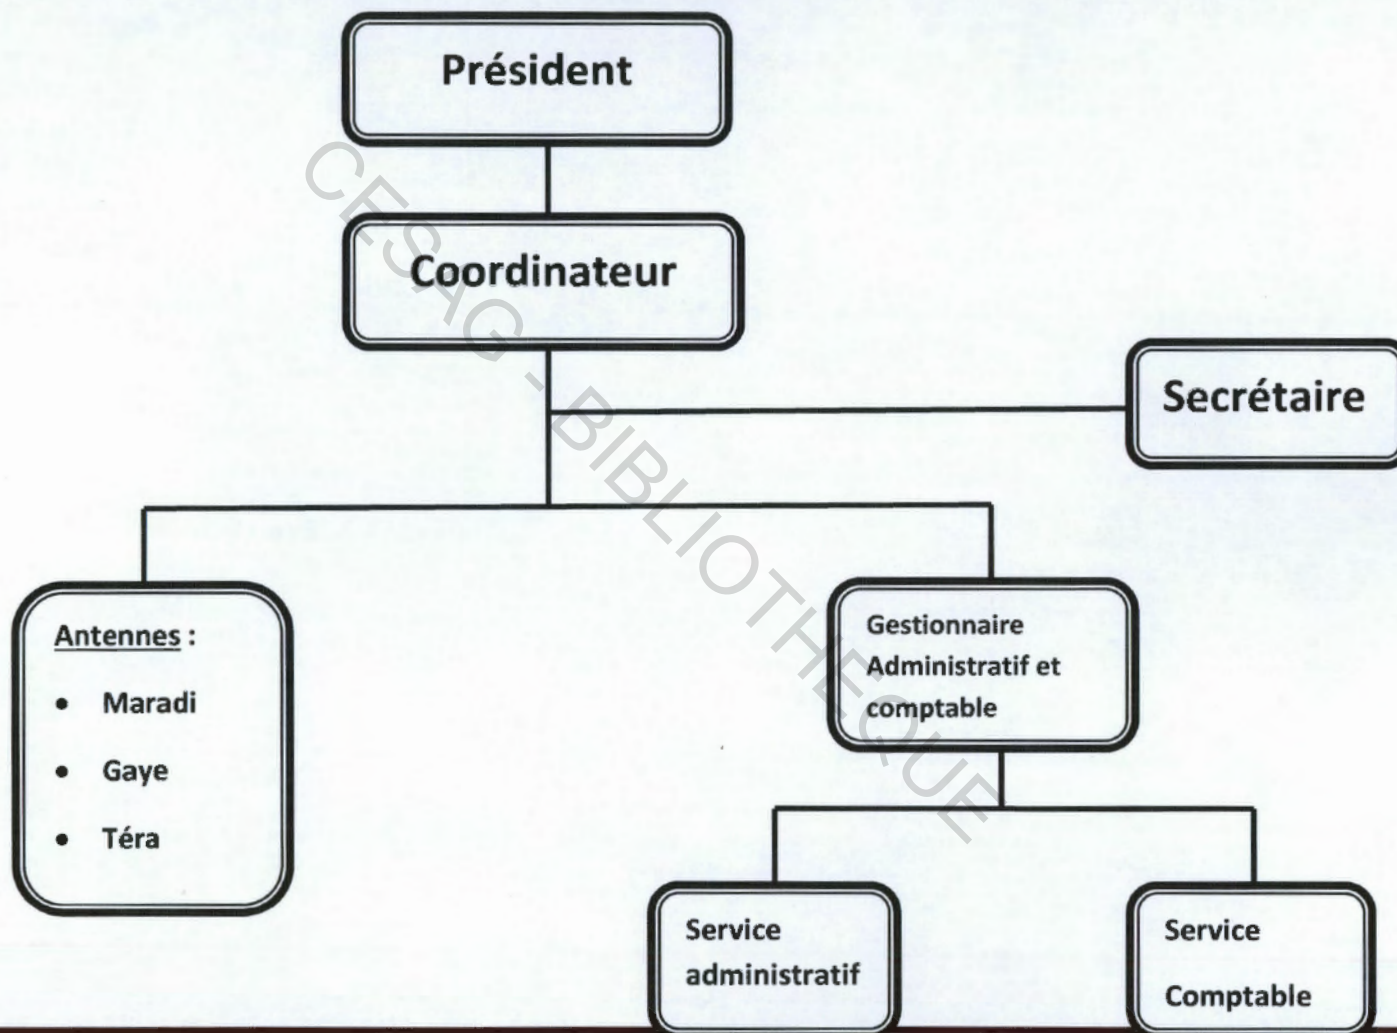 Président
Coordinateur
Secrétaire
Antennes :
• Maradi
• Gaye
• Téra
Gestionnaire
Administratif et
comptable
Service
administratif
Service
Comptable
CESAG - BIBLIOTHEQUE